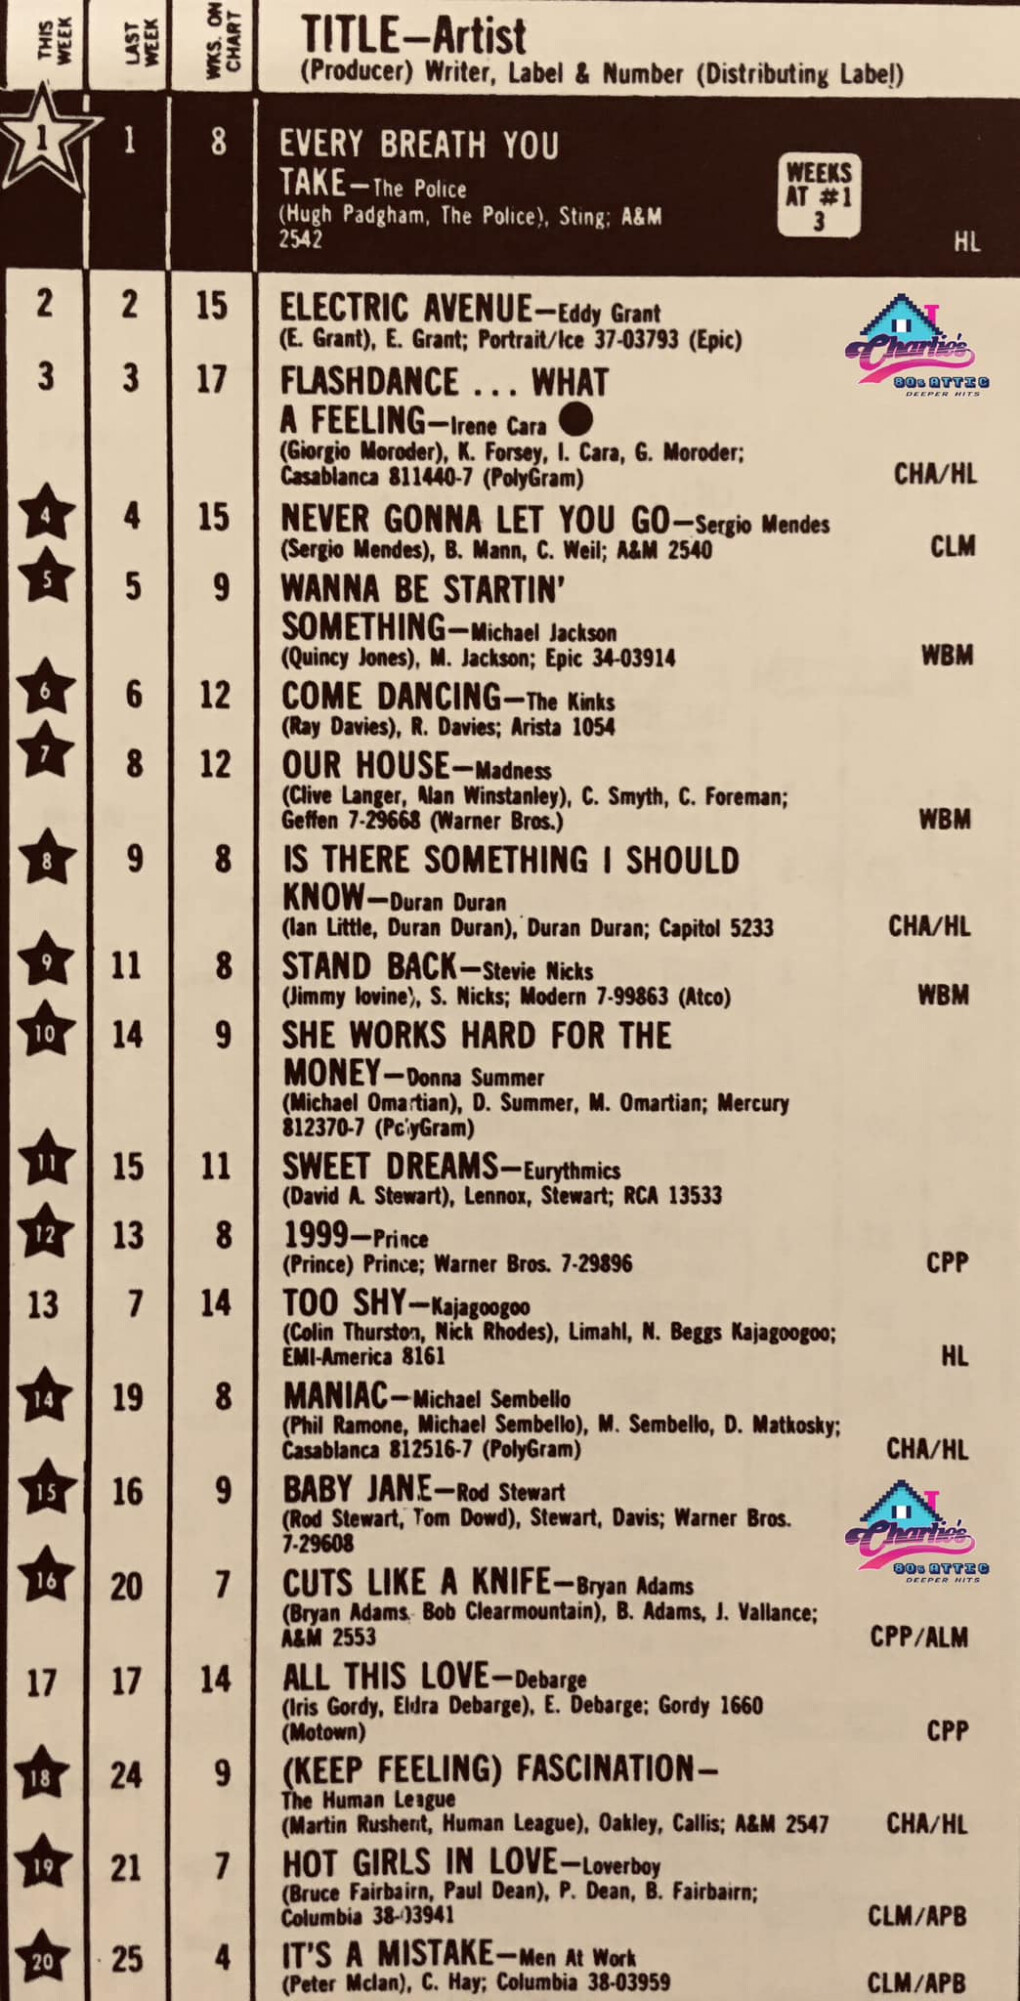 THIS WEEK
LAST WEEK
WKS. ON CHART
TITLE—Artist
(Producer) Writer, Label & Number (Distributing Label)
1 1 8 EVERY BREATH YOU
TAKE—The Police
(Hugh Padgham, The Police), Sting; A&M
2542 HL
WEEKS
AT #1
3
2 2 15 ELECTRIC AVENUE—Eddy Grant
(E. Grant), E. Grant; Portrait/Ice 37-03793 (Epic)
Charlie's
80s ATTIC
DEEPER HITS
3 3 17 FLASHDANCE ... WHAT
A FEELING—Irene Cara
(Giorgio Moroder), K. Forsey, I. Cara, G. Moroder;
Casablanca 811440-7 (PolyGram) CHA/HL
4 4 15 NEVER GONNA LET YOU GO—Sergio Mendes
(Sergio Mendes), B. Mann, C. Weil; A&M 2540 CLM
5 5 9 WANNA BE STARTIN'
SOMETHING—Michael Jackson
(Quincy Jones), M. Jackson; Epic 34-03914 WBM
6 6 12 COME DANCING—The Kinks
(Ray Davies), R. Davies; Arista 1054
7 8 12 OUR HOUSE—Madness
(Clive Langer, Alan Winstanley), C. Smyth, C. Foreman;
Geffen 7-29668 (Warner Bros.) WBM
8 9 8 IS THERE SOMETHING I SHOULD
KNOW—Duran Duran
(Ian Little, Duran Duran), Duran Duran; Capitol 5233 CHA/HL
9 11 8 STAND BACK—Stevie Nicks
(Jimmy Iovine), S. Nicks; Modern 7-99863 (Atco) WBM
10 14 9 SHE WORKS HARD FOR THE
MONEY—Donna Summer
(Michael Omartian), D. Summer, M. Omartian; Mercury
812370-7 (PolyGram)
11 15 11 SWEET DREAMS—Eurythmics
(David A. Stewart), Lennox, Stewart; RCA 13533
12 13 8 1999—Prince
(Prince) Prince; Warner Bros. 7-29896 CPP
13 7 14 TOO SHY—Kajagoogoo
(Colin Thurston, Nick Rhodes), Limahl, N. Beggs Kajagoogoo;
EMI-America 8161 HL
14 19 8 MANIAC—Michael Sembello
(Phil Ramone, Michael Sembello), M. Sembello, D. Matkosky;
Casablanca 812516-7 (PolyGram) CHA/HL
15 16 9 BABY JANE—Rod Stewart
(Rod Stewart, Tom Dowd), Stewart, Davis; Warner Bros.
7-29608
Charlie's
80s ATTIC
DEEPER HITS
16 20 7 CUTS LIKE A KNIFE—Bryan Adams
(Bryan Adams, Bob Clearmountain), B. Adams, J. Vallance;
A&M 2553 CPP/ALM
17 17 14 ALL THIS LOVE—Debarge
(Iris Gordy, Eldra Debarge), E. Debarge; Gordy 1660
(Motown) CPP
18 24 9 (KEEP FEELING) FASCINATION—
The Human League
(Martin Rushent, Human League), Oakley, Callis; A&M 2547 CHA/HL
19 21 7 HOT GIRLS IN LOVE—Loverboy
(Bruce Fairbairn, Paul Dean), P. Dean, B. Fairbairn;
Columbia 38-03941 CLM/APB
20 25 4 IT'S A MISTAKE—Men At Work
(Peter McIan), C. Hay; Columbia 38-03959 CLM/APB